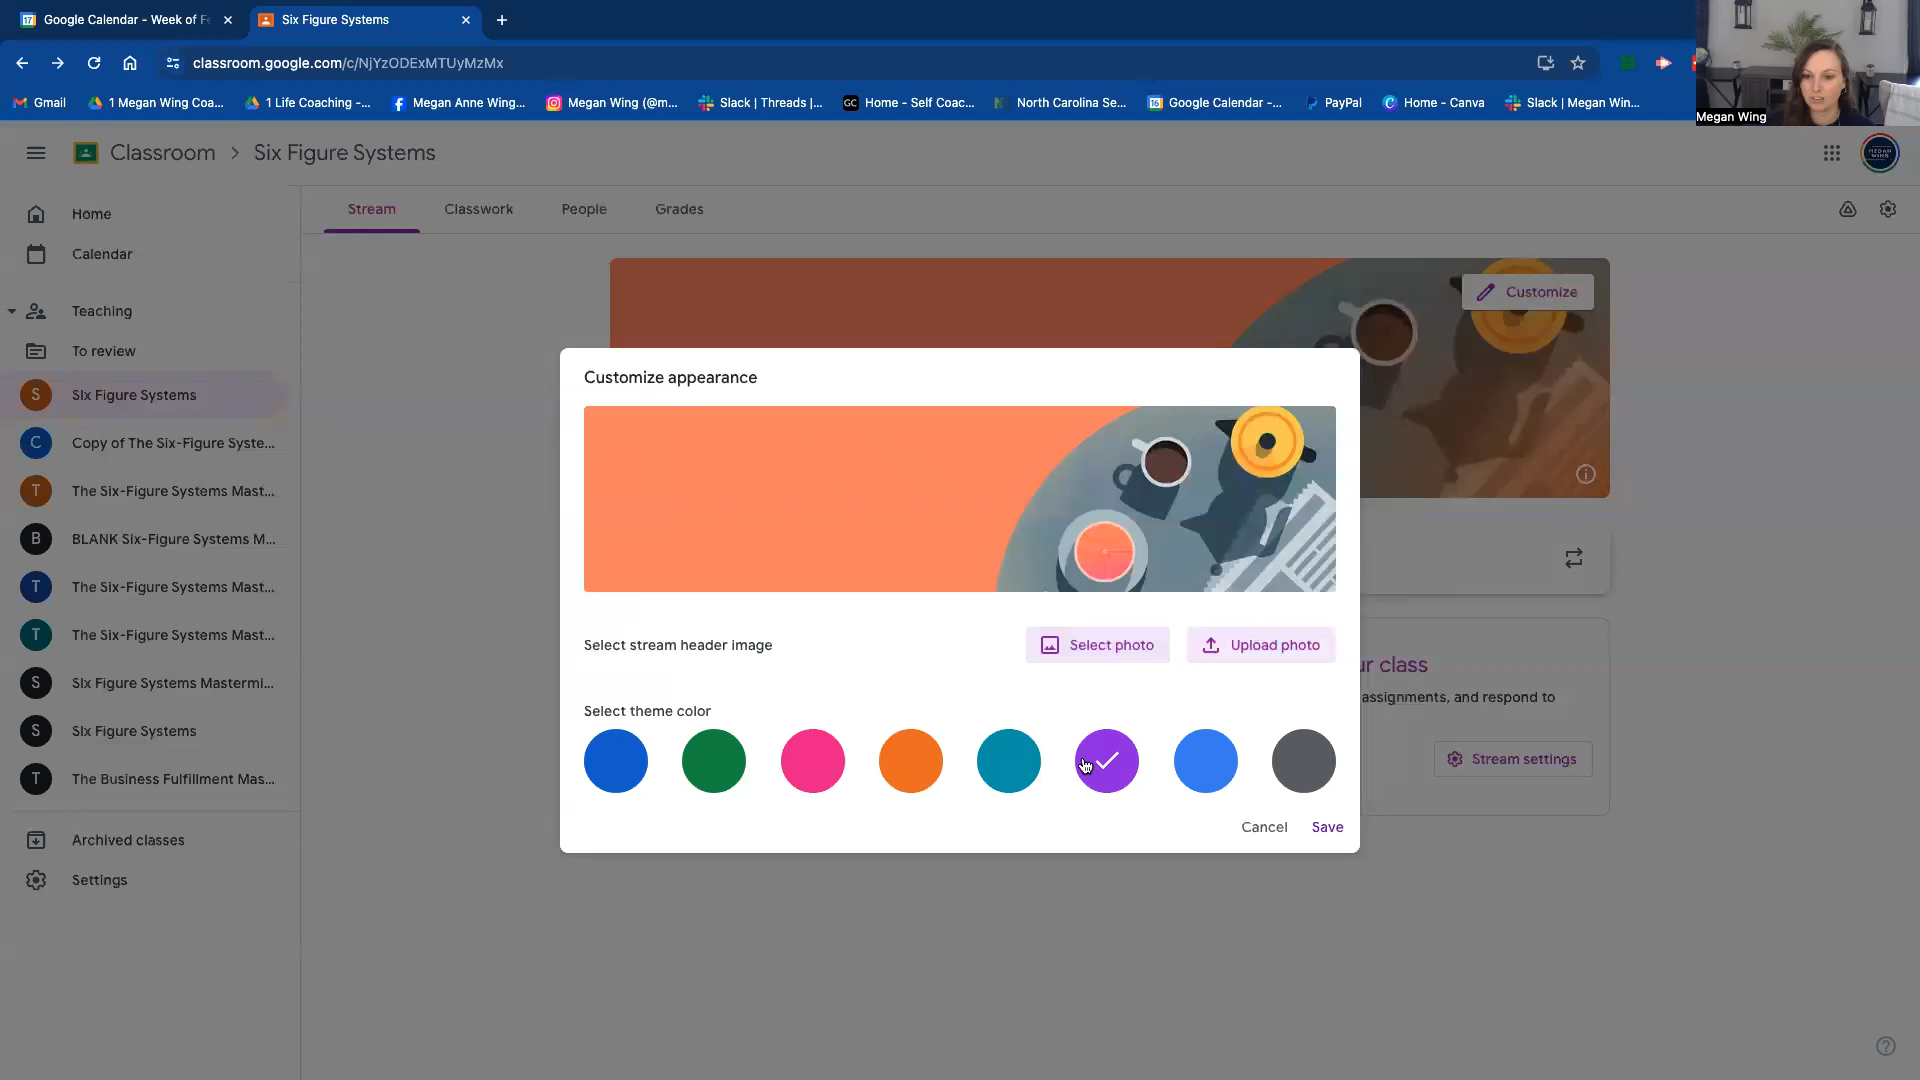 Google Calendar - Week of Fe
Six Figure Systems
classroom.google.com/c/NjYzODExMTUyMzMx
Gmail
1 Megan Wing Coa...
1 Life Coaching -...
Megan Anne Wing...
Megan Wing (@m...
Slack | Threads |...
GC
Home - Self Coac...
North Carolina Se...
Google Calendar -...
PayPal
Home - Canva
Slack | Megan Win...
Megan Wing
Classroom > Six Figure Systems
Home
Calendar
Teaching
To review
S
SIx Figure Systems
C
Copy of The Six-Figure Syste...
T
The Six-Figure Systems Mast...
B
BLANK Six-Figure Systems M...
T
The Six-Figure Systems Mast...
T
The Six-Figure Systems Mast...
S
SIx Figure Systems Mastermi...
S
SIx Figure Systems
T
The Business Fulfillment Mas...
Archived classes
Settings
Stream
Classwork
People
Grades
Customize
Customize appearance
Select stream header image
Select photo
Upload photo
Select theme color
Cancel
Save
ur class
assignments, and respond to
Stream settings